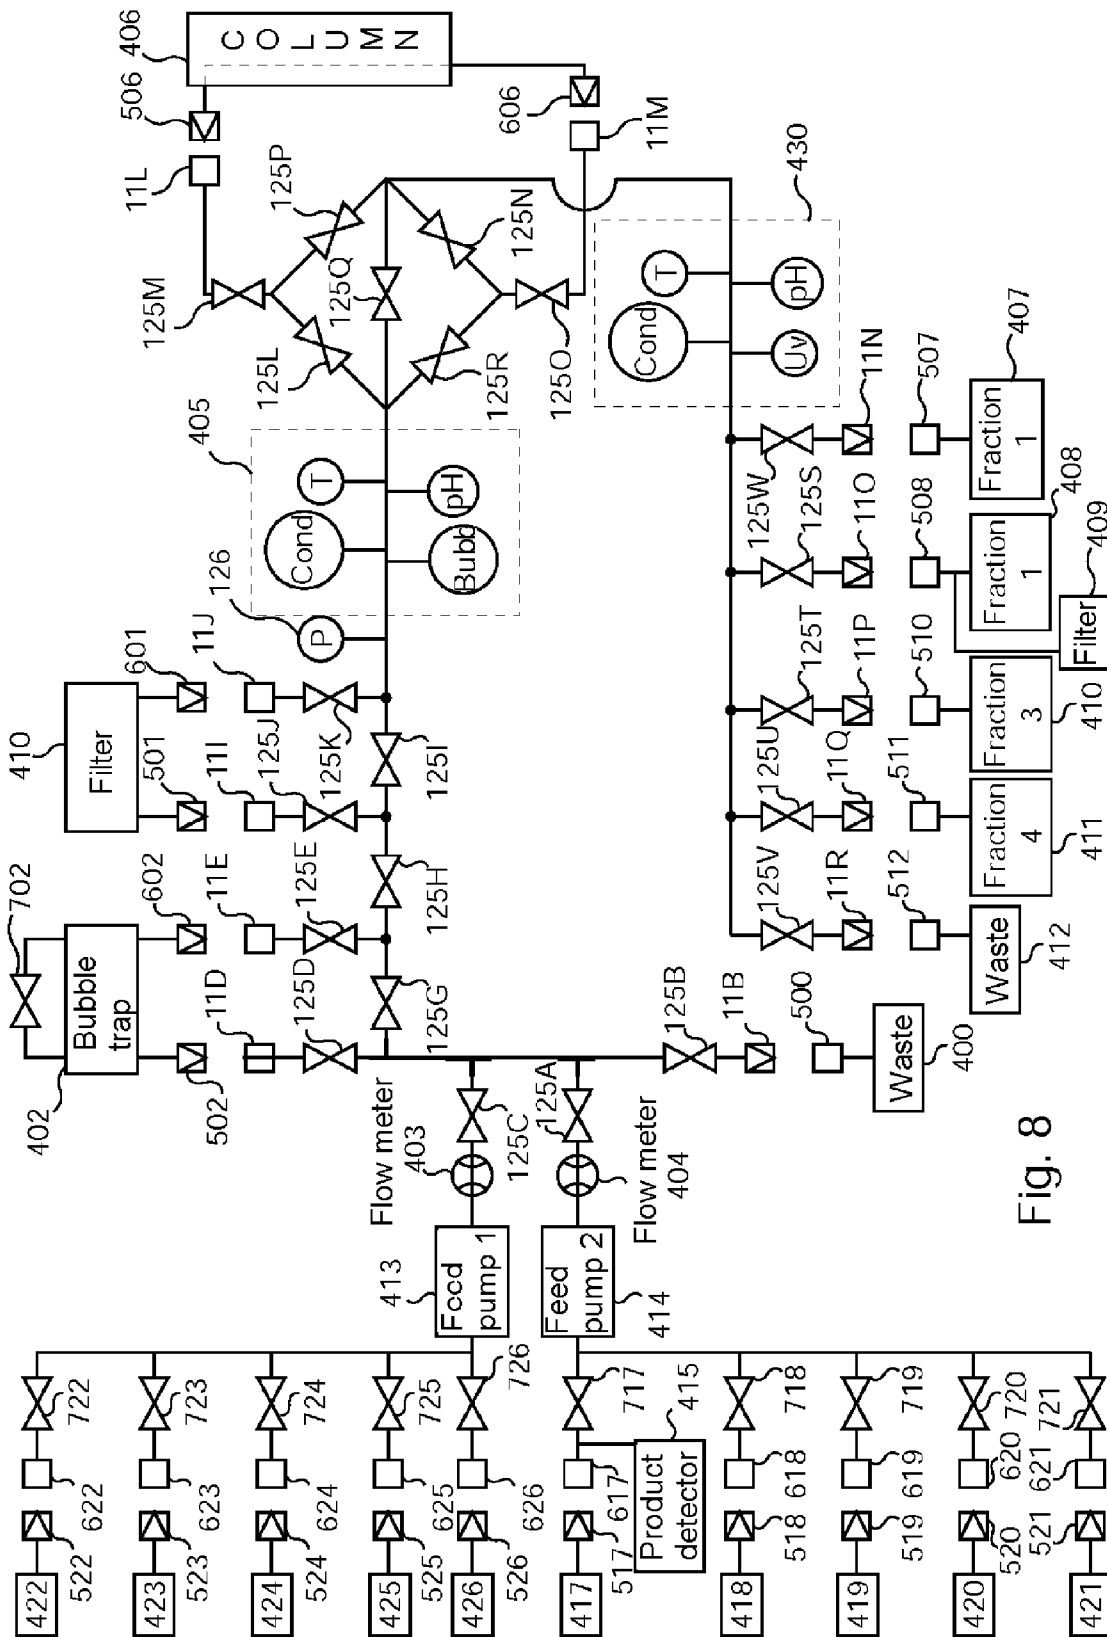 406
COLUMN
506
11L
606
11M
125P
125N
125M
125Q
125L
125R
125O
430
T
Cond
pH
Uv
405
T
Cond
pH
Bubb
126
P
11N
507
407
Fraction
1
125W
125S
11O
508
408
Fraction
1
409
Filter
125T
11P
510
410
Fraction
3
125U
11Q
511
411
Fraction
4
125V
11R
512
412
Waste
410
Filter
601
11J
501
11I
125J
125K
125I
702
602
11E
125E
125H
Bubble
trap
402
502
11D
125D
125G
125B
11B
500
400
Waste
Flow meter
403
125C
125A
Flow meter
404
413
Fccd
pump 1
Feed
pump 2
414
722
723
724
725
726
717
415
718
719
720
721
622
623
624
625
626
617
Product
detector
618
619
620
621
522
523
524
525
526
517
518
519
520
521
422
423
424
425
426
417
418
419
420
421
Fig. 8